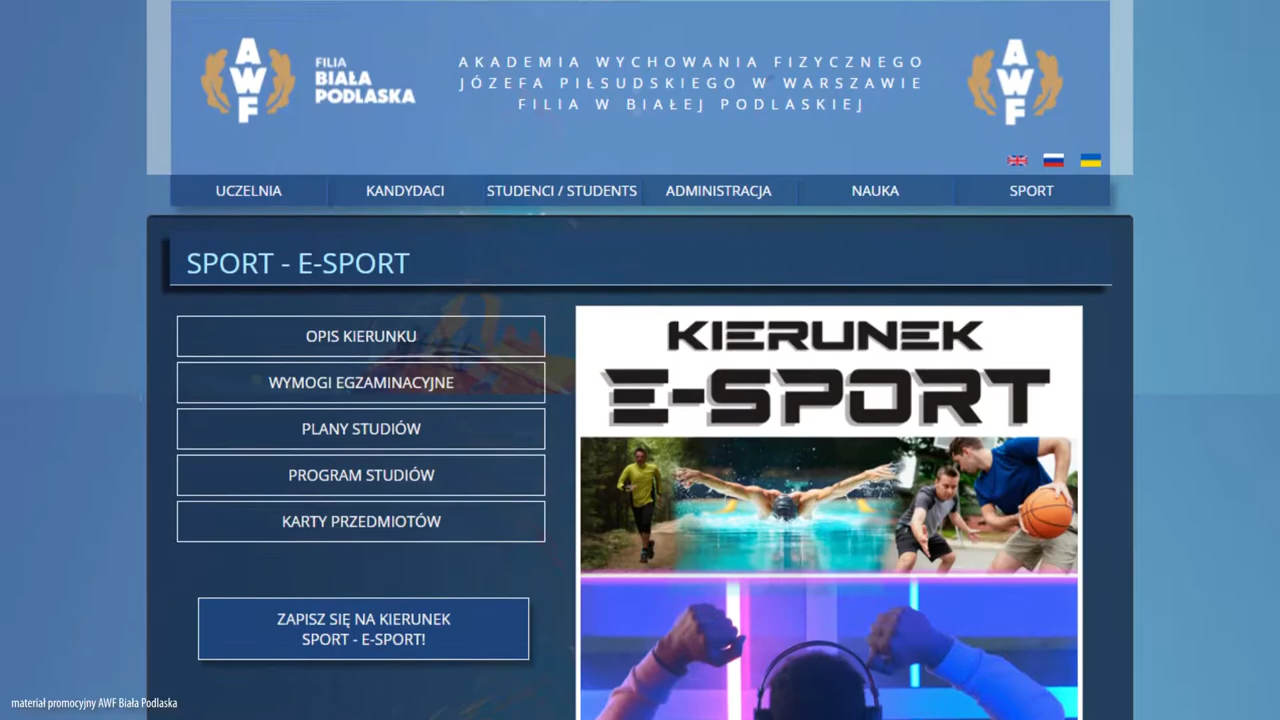 AWF
FILIA
BIAŁA
PODLASKA
AKADEMIA WYCHOWANIA FIZYCZNEGO
JÓZEFA PIŁSUDSKIEGO W WARSZAWIE
FILIA W BIAŁEJ PODLASKIEJ
AWF
UCZELNIA
KANDYDACI
STUDENCI / STUDENTS
ADMINISTRACJA
NAUKA
SPORT
SPORT - E-SPORT
OPIS KIERUNKU
WYMOGI EGZAMINACYJNE
PLANY STUDIÓW
PROGRAM STUDIÓW
KARTY PRZEDMIOTÓW
ZAPISZ SIĘ NA KIERUNEK
SPORT - E-SPORT!
KIERUNEK
E-SPORT
materiał promocyjny AWF Biała Podlaska